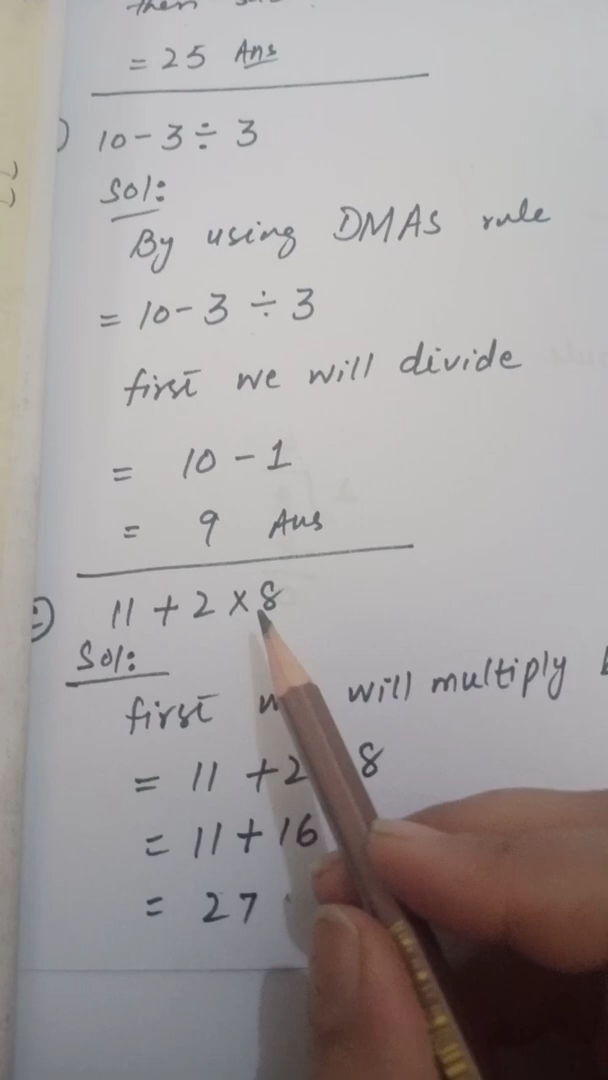 then
= 25 Ans
) 10 - 3 ÷ 3
Sol:
By using DMAS rule
= 10 - 3 ÷ 3
first we will divide
= 10 - 1
= 9 Ans
11 + 2 × 8
Sol:
first will multiply
= 11 + 2 8
= 11 + 16
= 27